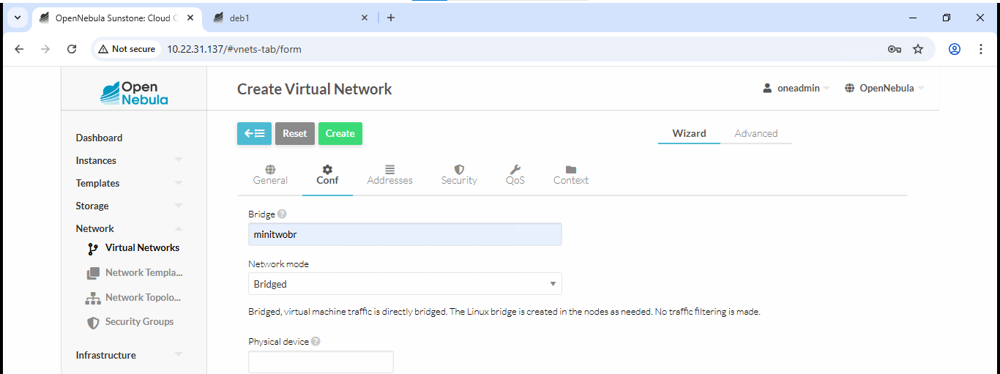 OpenNebula Sunstone: Cloud C
deb1
Not secure 10.22.31.137/#vnets-tab/form
Open
Nebula
Create Virtual Network
oneadmin
OpenNebula
Reset
Create
Wizard
Advanced
Dashboard
Instances
Templates
Storage
Network
Virtual Networks
Network Templa...
Network Topolo...
Security Groups
Infrastructure
General
Conf
Addresses
Security
QoS
Context
Bridge
minitwobr
Network mode
Bridged
Bridged, virtual machine traffic is directly bridged. The Linux bridge is created in the nodes as needed. No traffic filtering is made.
Physical device